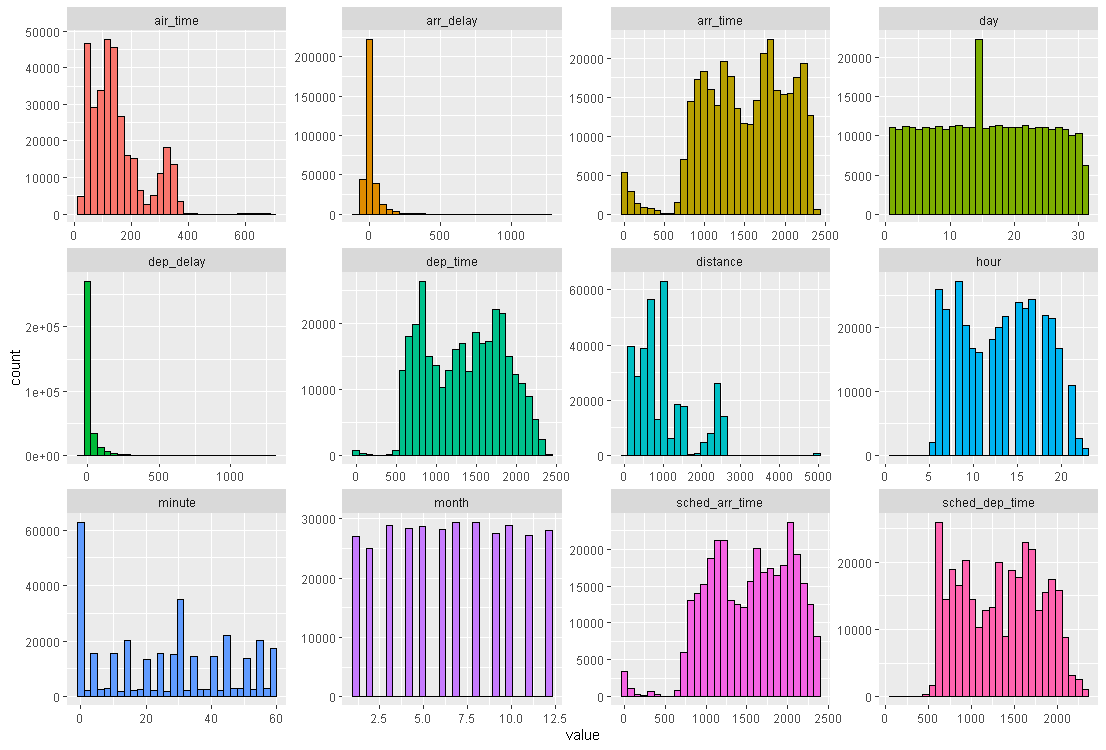 air_time arr_delay arr_time day
50000
40000
30000
20000
10000
0
0 200 400 600
200000
150000
100000
50000
0
0 500 1000
20000
15000
10000
5000
0
0 500 1000 1500 2000 2500
20000
15000
10000
5000
0
0 10 20 30
dep_delay dep_time distance hour
2e+05
1e+05
0e+00
0 500 1000
20000
10000
0
0 500 1000 1500 2000 2500
60000
40000
20000
0
0 1000 2000 3000 4000 5000
20000
10000
0
0 5 10 15 20
minute month sched_arr_time sched_dep_time
60000
40000
20000
0
0 20 40 60
30000
20000
10000
0
2.5 5.0 7.5 10.0 12.5
20000
15000
10000
5000
0
0 500 1000 1500 2000 2500
20000
10000
0
0 500 1000 1500 2000
count
value